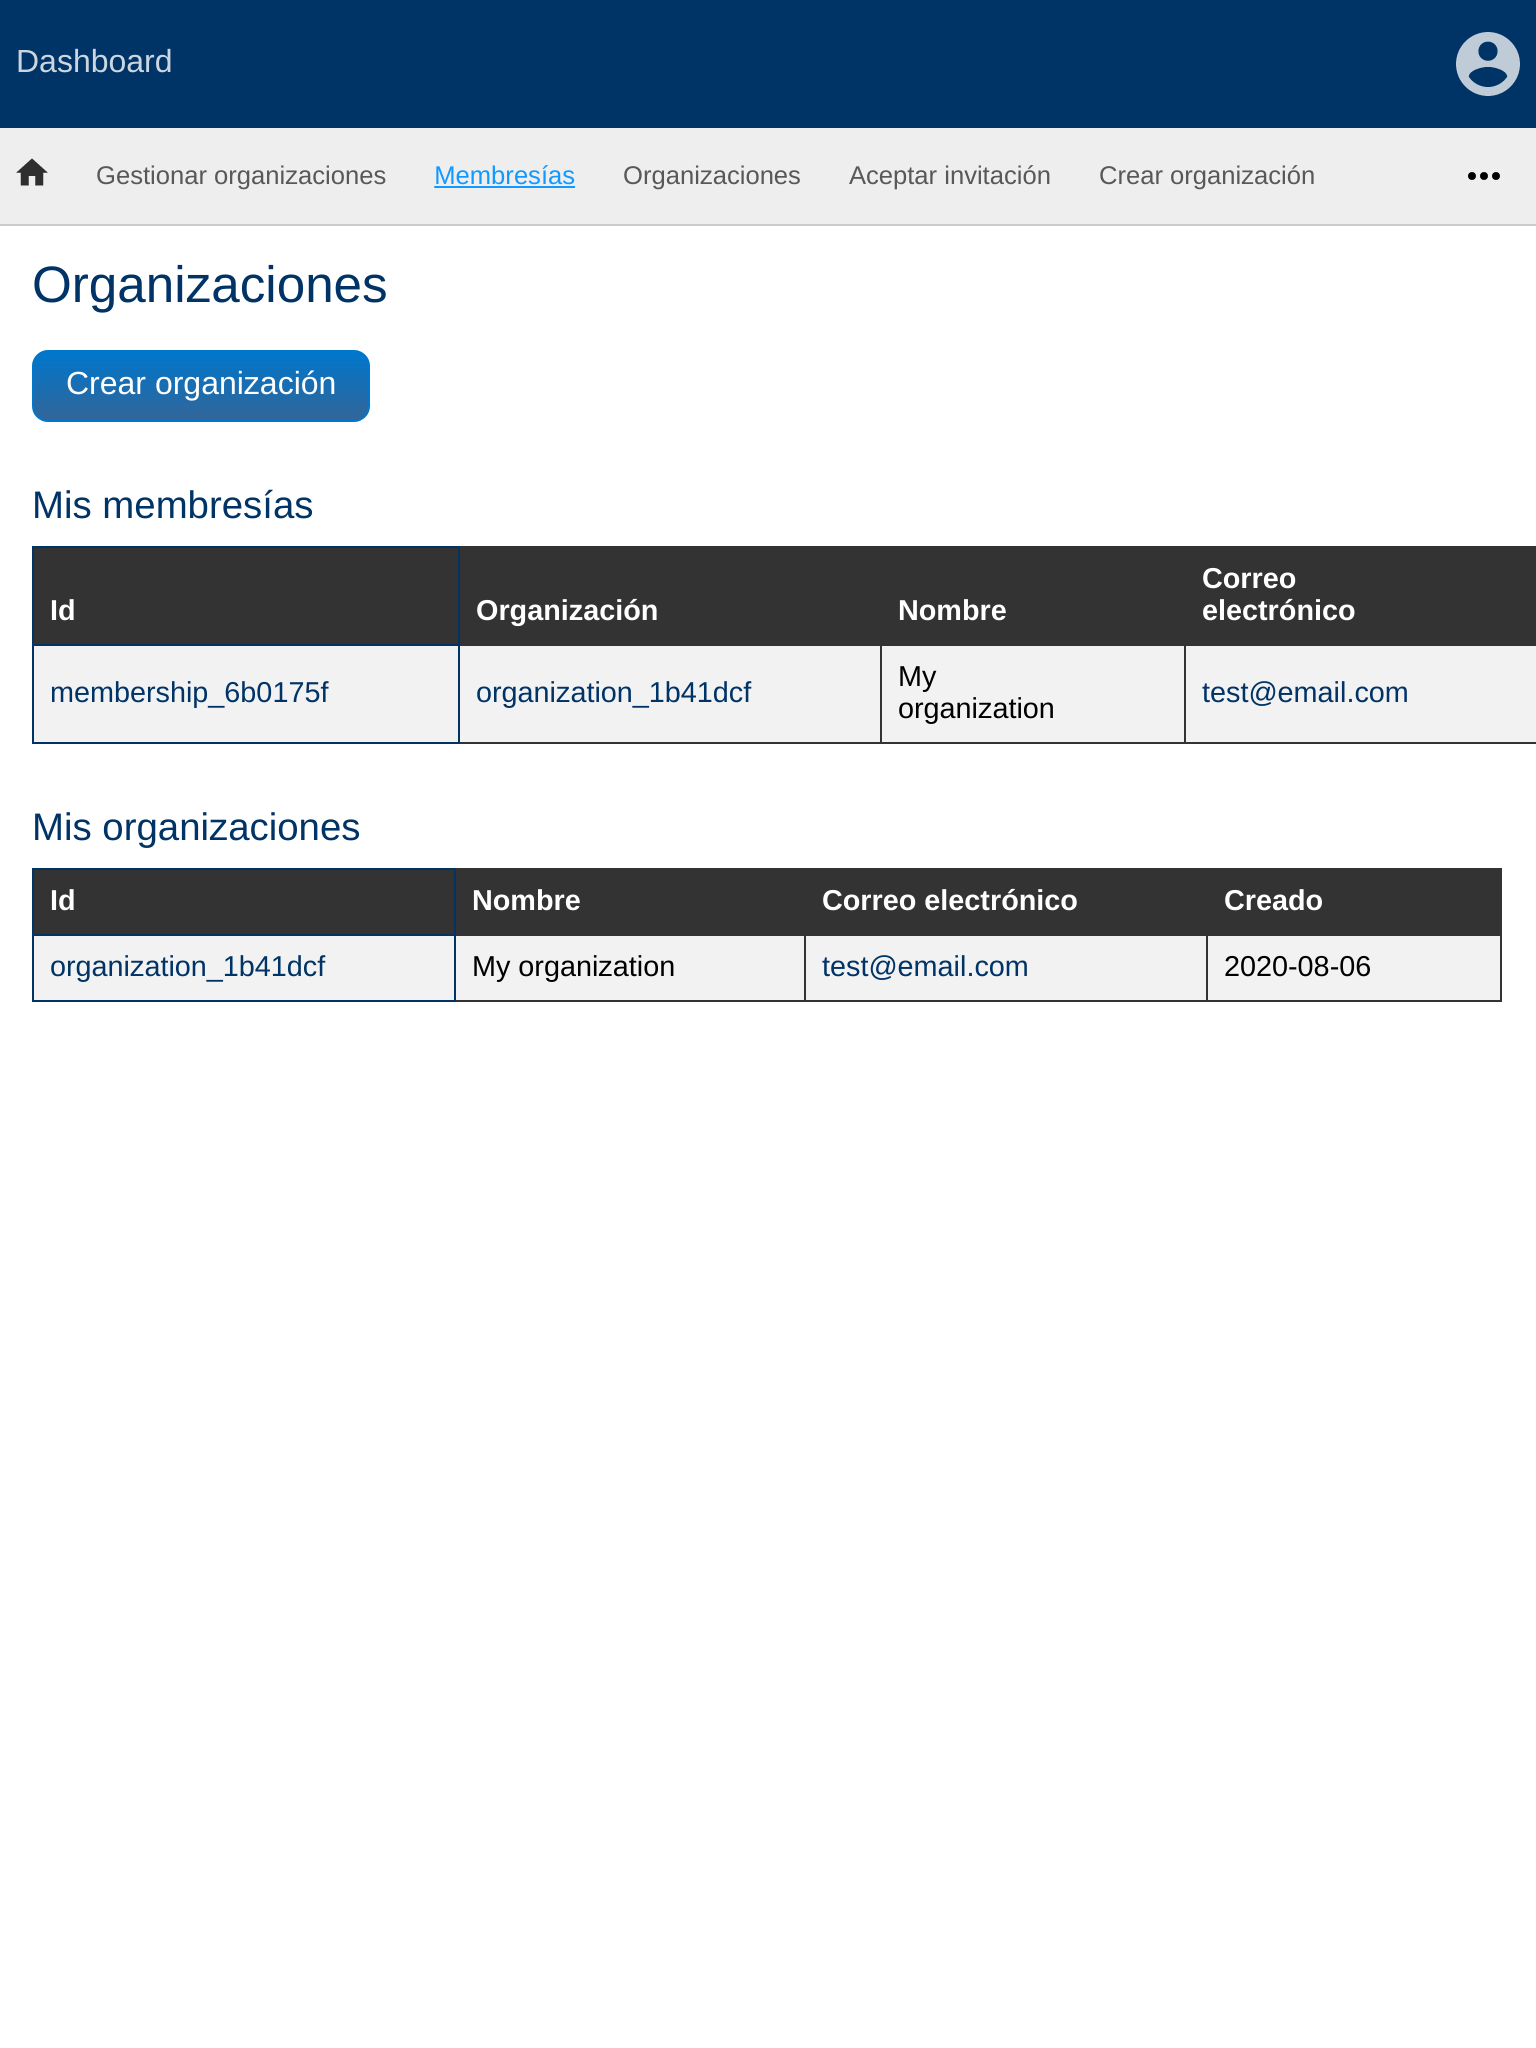 Dashboard
Gestionar organizaciones Membresías Organizaciones Aceptar invitación Crear organización
Organizaciones
Crear organización
Mis membresías
Id Organización Nombre Correo electrónico
membership_6b0175f organization_1b41dcf My organization test@email.com
Mis organizaciones
Id Nombre Correo electrónico Creado
organization_1b41dcf My organization test@email.com 2020-08-06